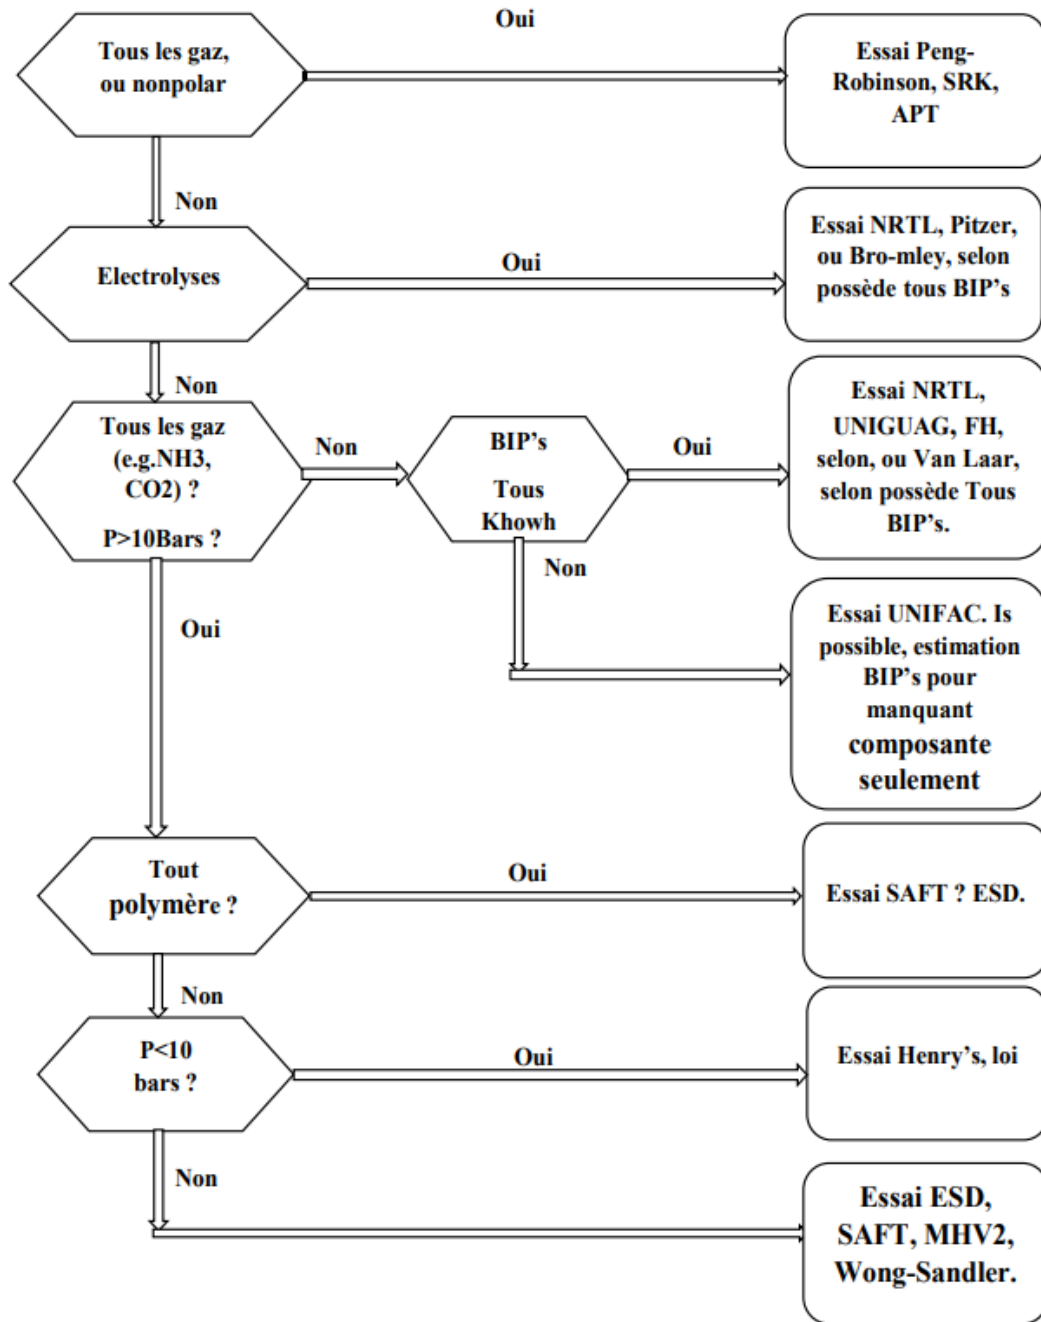 Oui
Tous les gaz,
ou nonpolar
Essai Peng-
Robinson, SRK,
APT
Non
Electrolyses
Oui
Essai NRTL, Pitzer,
ou Bro-mley, selon
possède tous BIP’s
Non
Tous les gaz
(e.g.NH3,
CO2) ?
P>10Bars ?
Non
BIP’s
Tous
Khowh
Oui
Essai NRTL,
UNIGUAG, FH,
selon, ou Van Laar,
selon possède Tous
BIP’s.
Non
Essai UNIFAC. Is
possible, estimation
BIP’s pour
manquant
composante
seulement
Oui
Tout
polymère ?
Oui
Essai SAFT ? ESD.
Non
P<10
bars ?
Oui
Essai Henry’s, loi
Non
Essai ESD,
SAFT, MHV2,
Wong-Sandler.